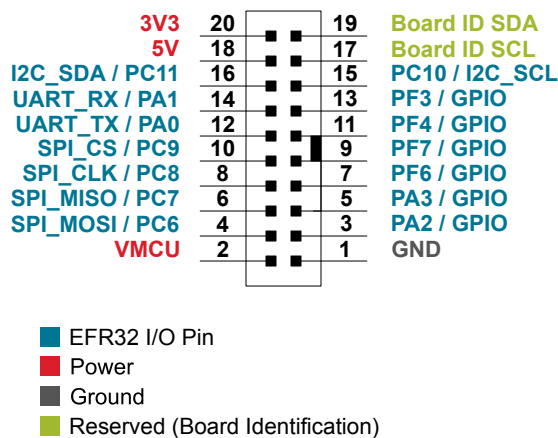 3V3 20 19 Board ID SDA
5V 18 17 Board ID SCL
I2C_SDA / PC11 16 15 PC10 / I2C_SCL
UART_RX / PA1 14 13 PF3 / GPIO
UART_TX / PA0 12 11 PF4 / GPIO
SPI_CS / PC9 10 9 PF7 / GPIO
SPI_CLK / PC8 8 7 PF6 / GPIO
SPI_MISO / PC7 6 5 PA3 / GPIO
SPI_MOSI / PC6 4 3 PA2 / GPIO
VMCU 2 1 GND
EFR32 I/O Pin
Power
Ground
Reserved (Board Identification)